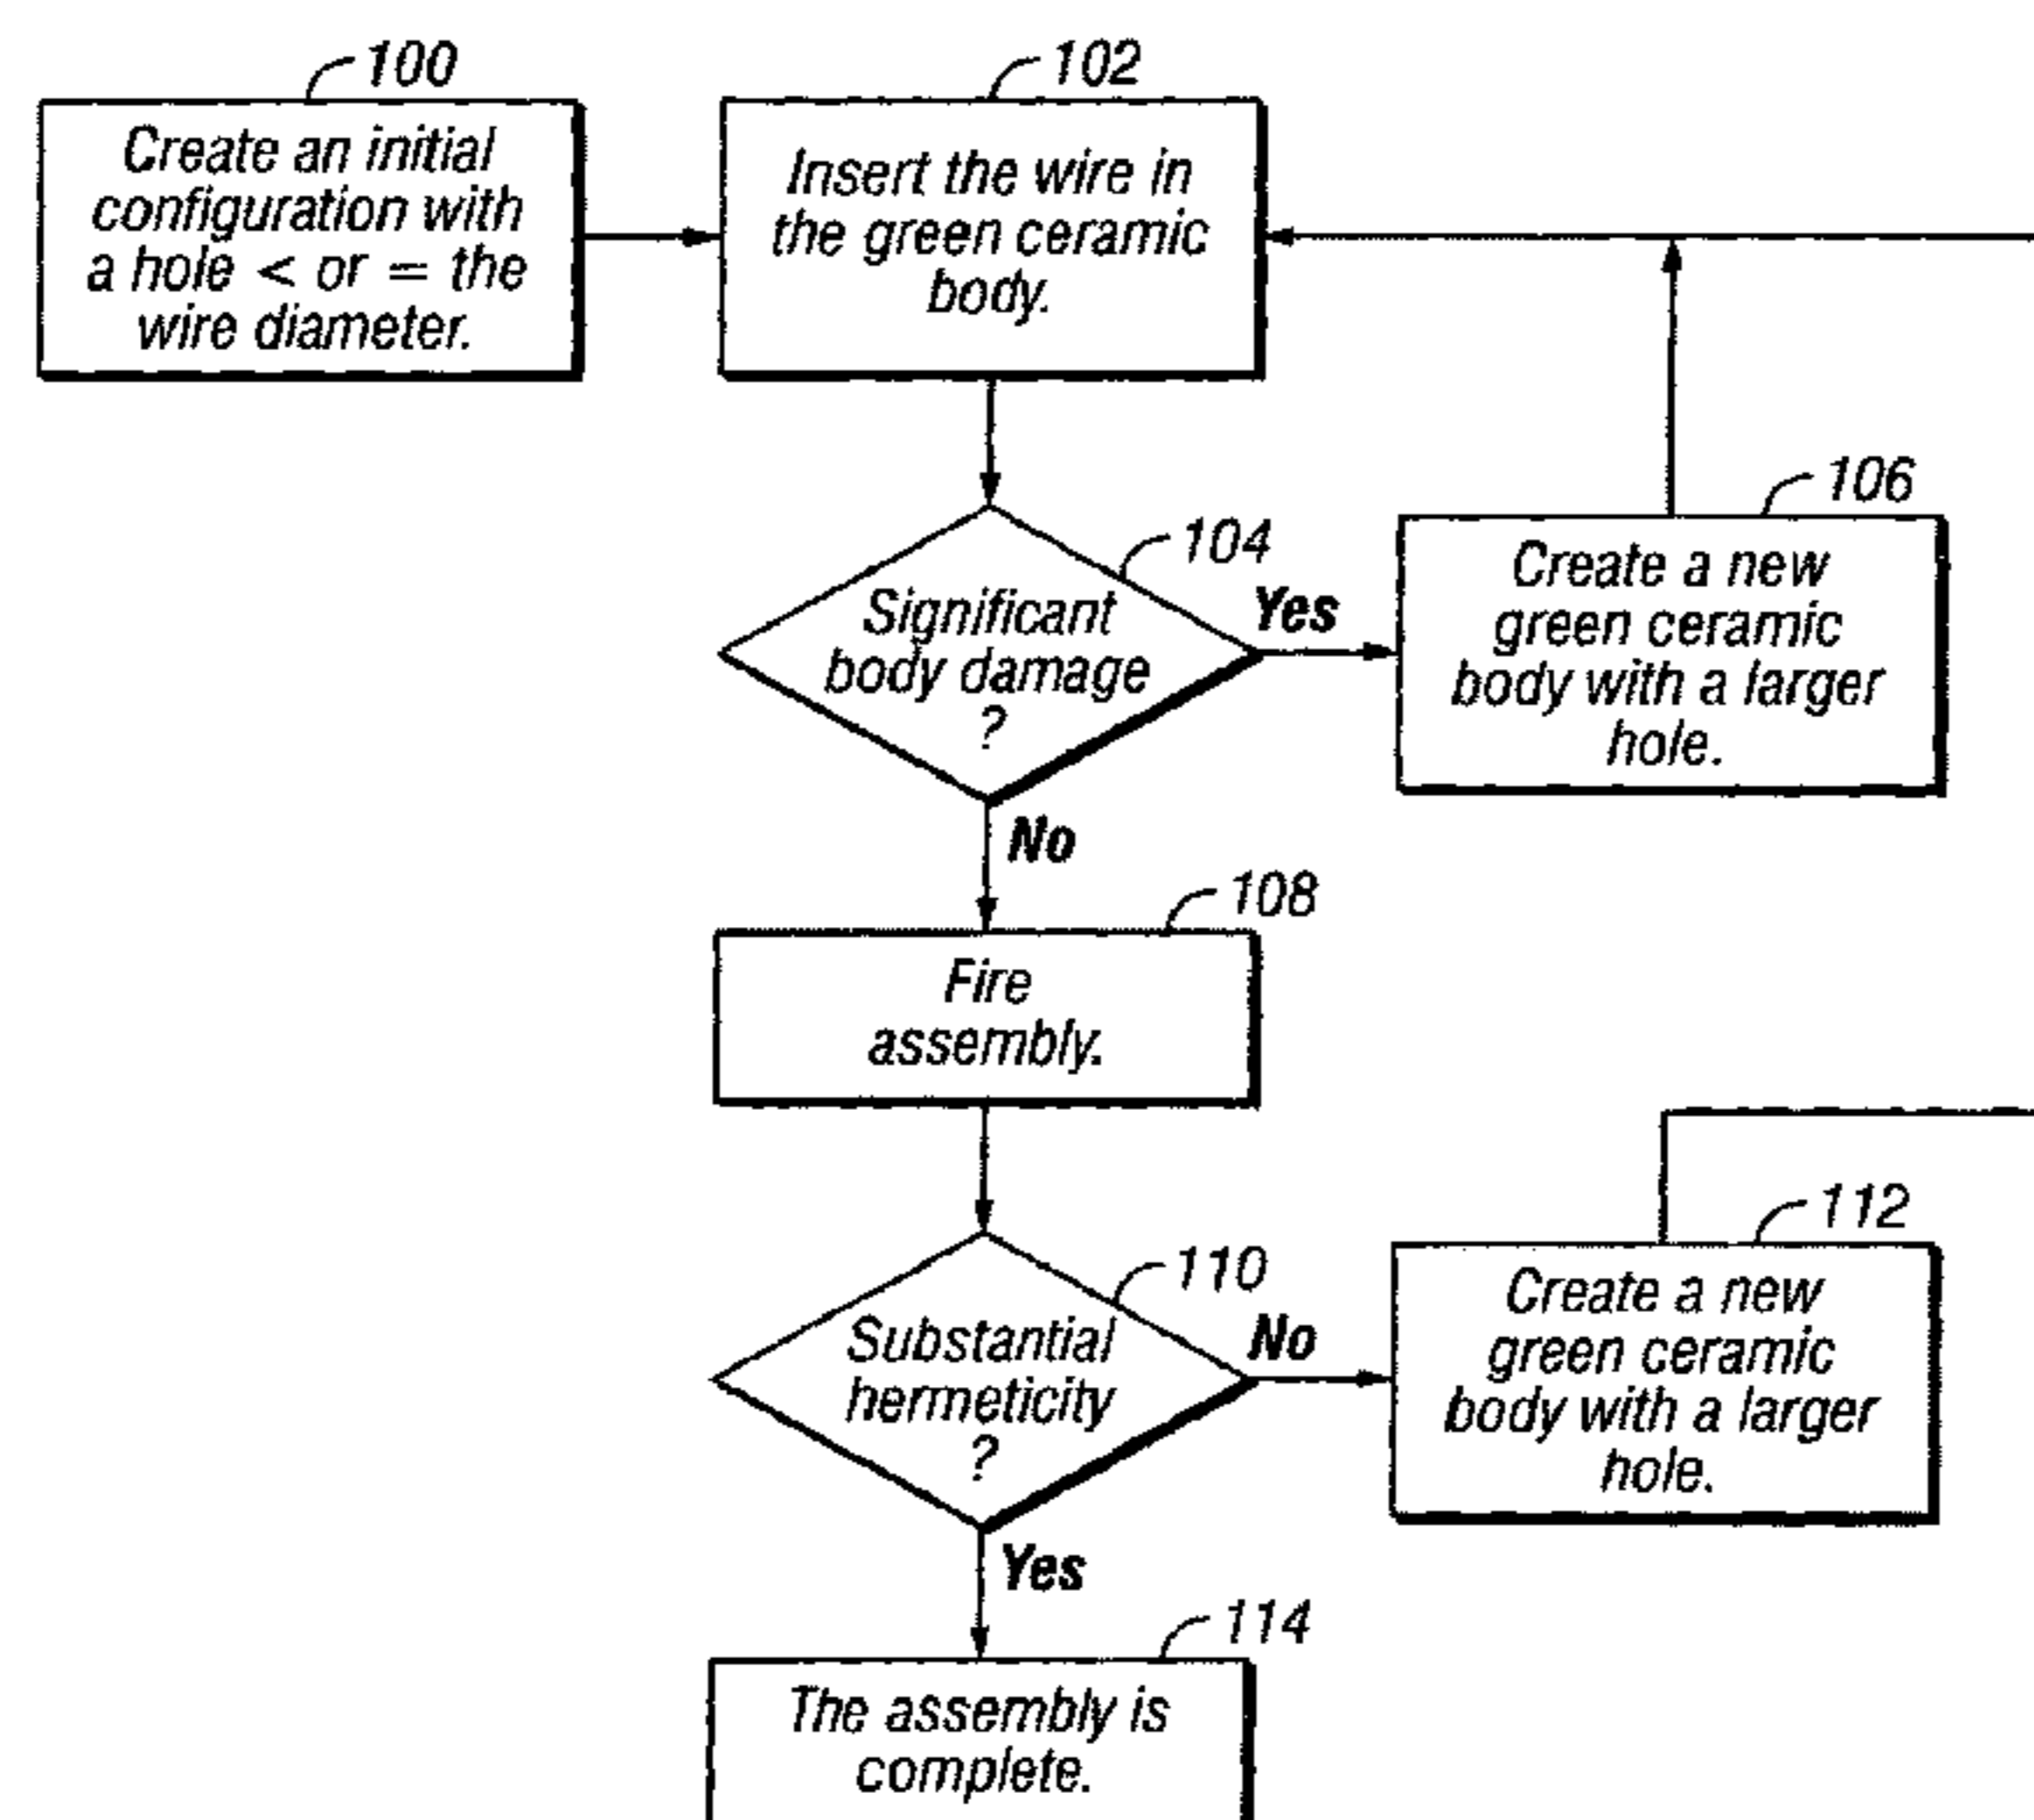 100
Create an initial
configuration with
a hole < or = the
wire diameter.
102
Insert the wire in
the green ceramic
body.
104
Significant
body damage
?
Yes
106
Create a new
green ceramic
body with a larger
hole.
No
108
Fire
assembly.
110
Substantial
hermeticity
?
No
112
Create a new
green ceramic
body with a larger
hole.
Yes
114
The assembly is
complete.